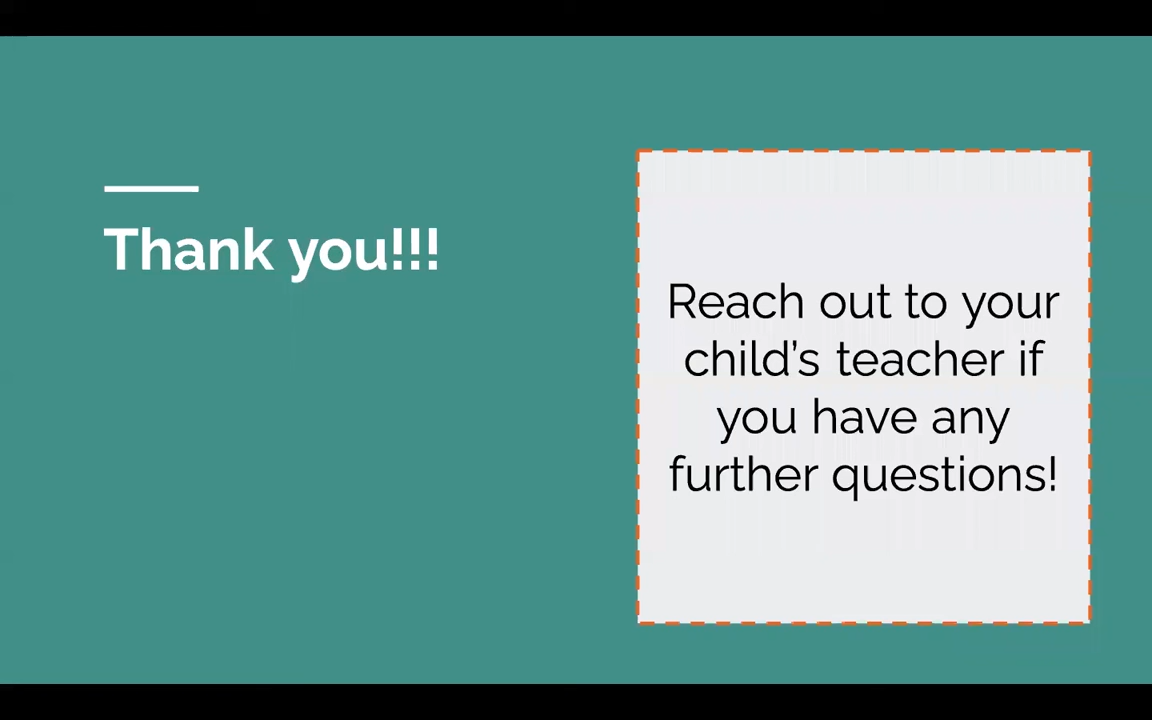 Thank you!!!
Reach out to your
child’s teacher if
you have any
further questions!